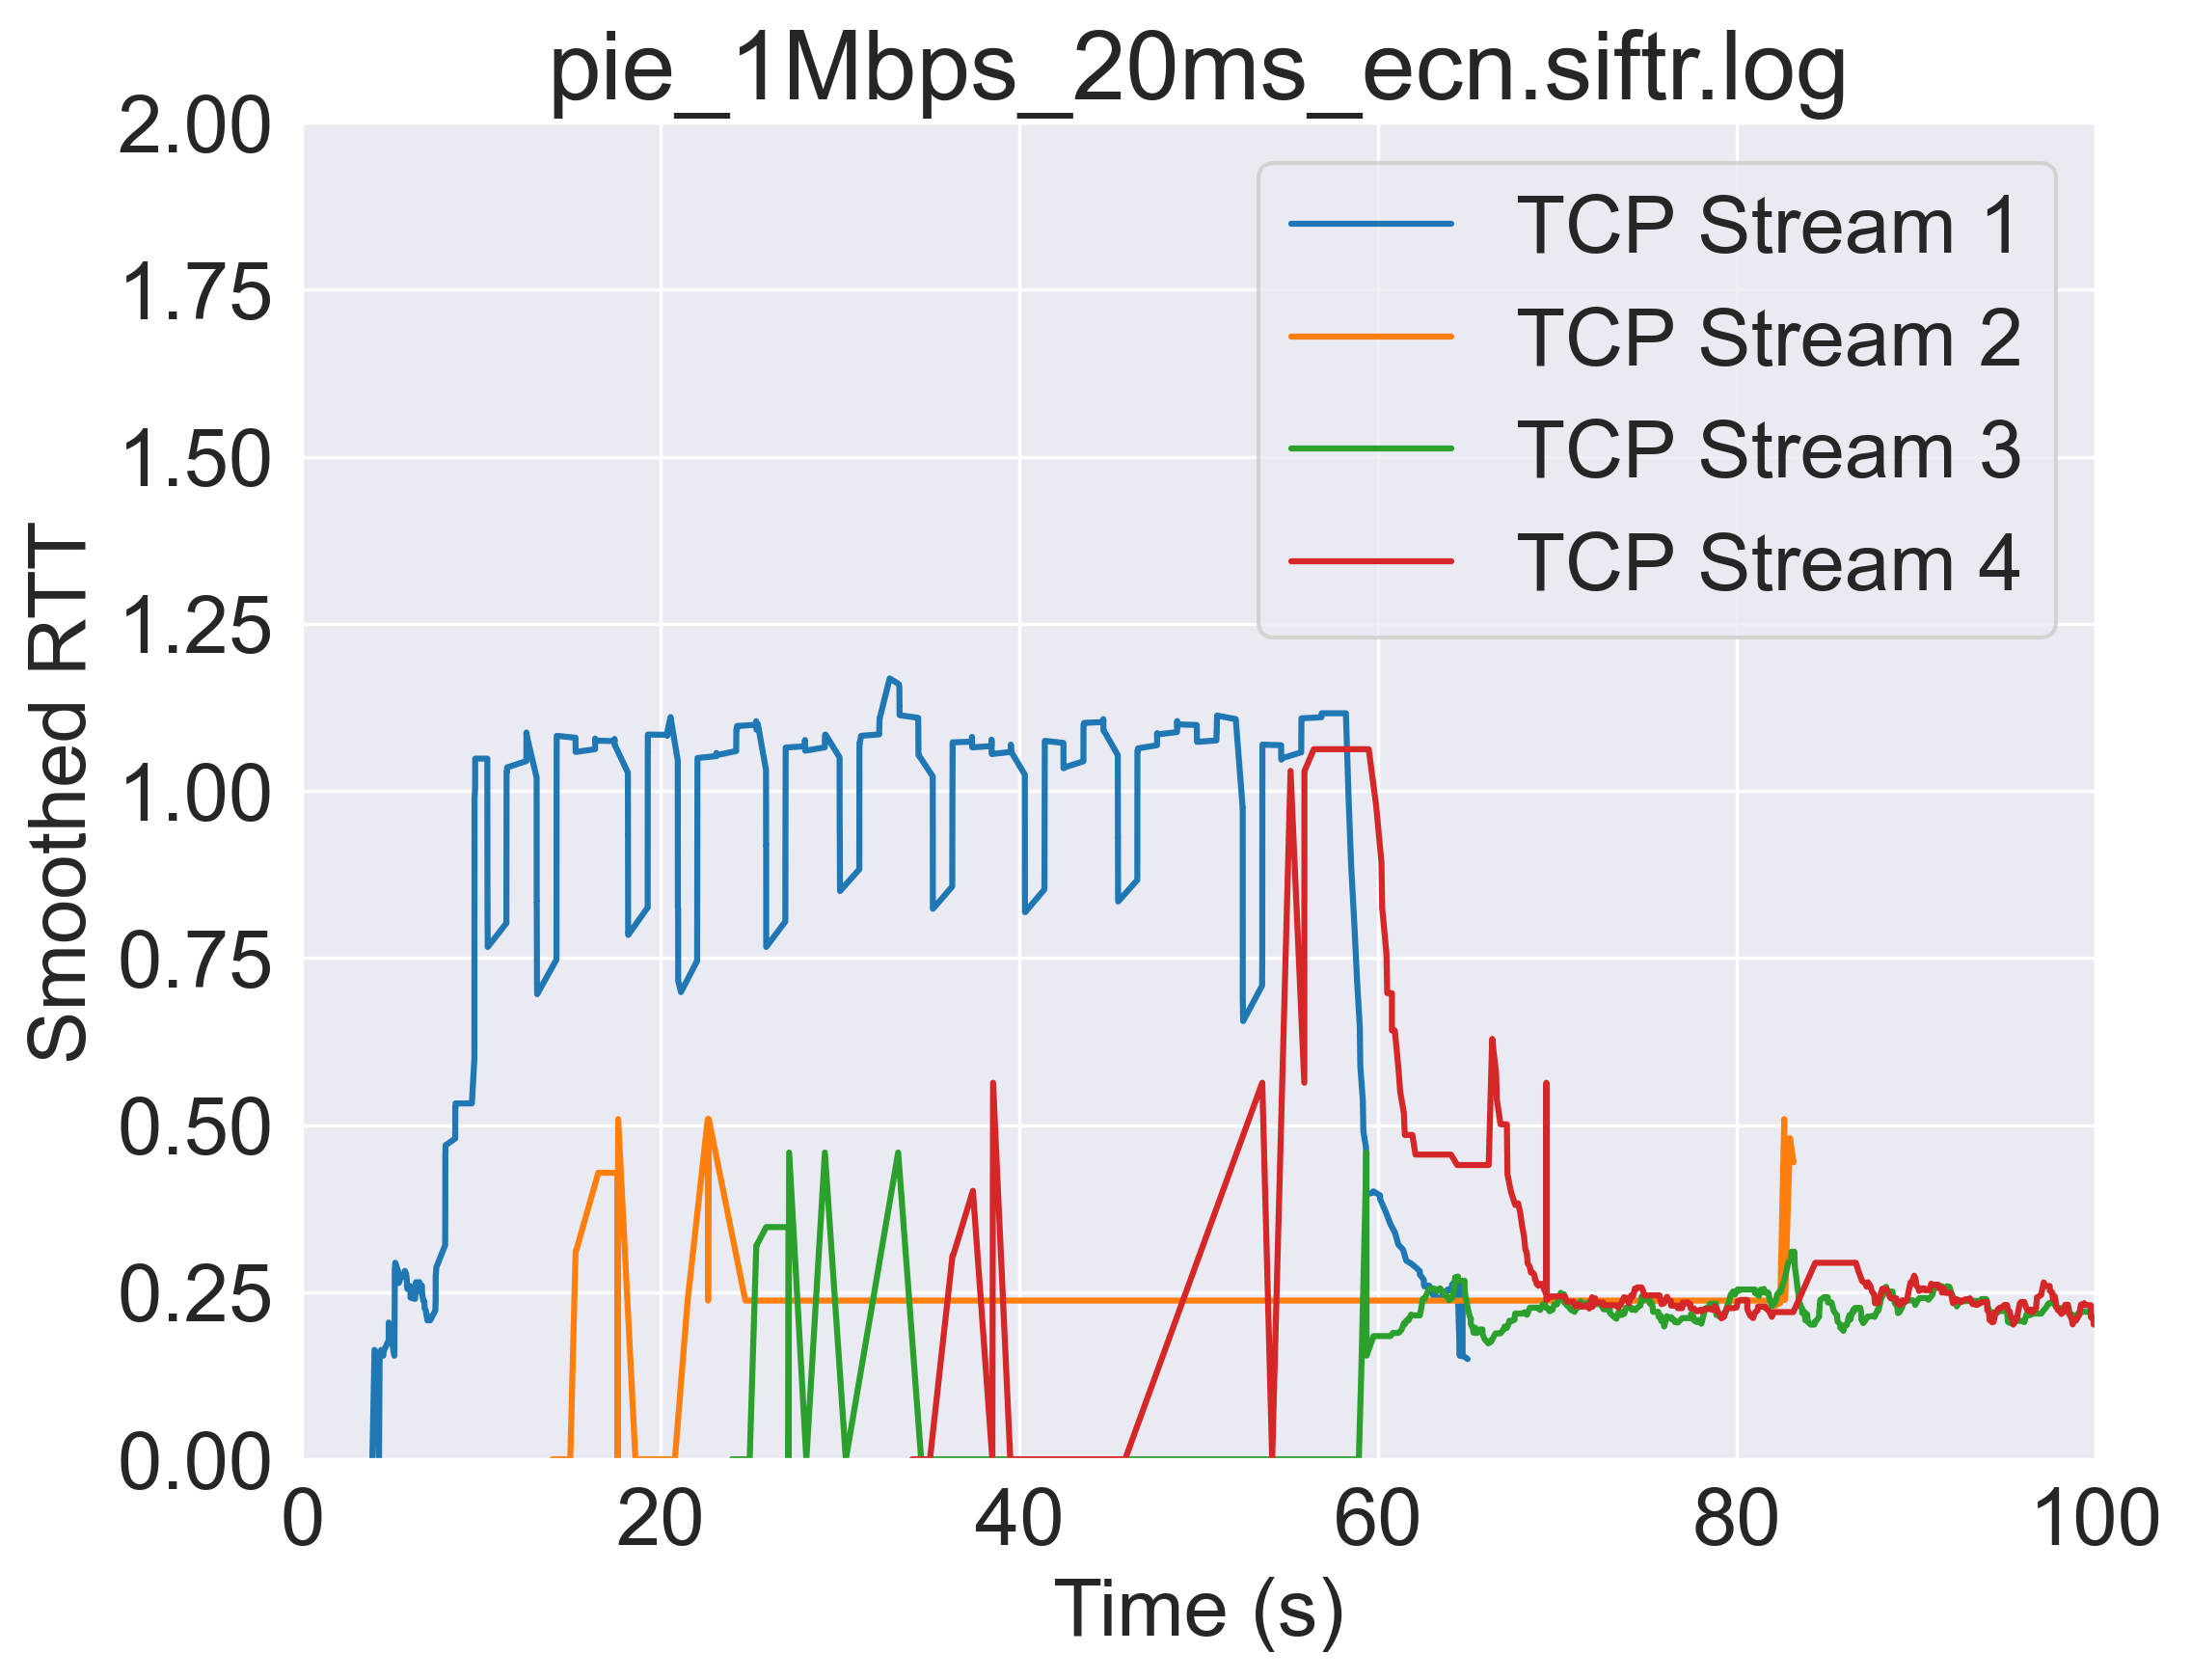 pie_1Mbps_20ms_ecn.siftr.log
2.00
1.75
1.50
1.25
1.00
0.75
0.50
0.25
0.00
Smoothed RTT
TCP Stream 1
TCP Stream 2
TCP Stream 3
TCP Stream 4
0 20 40 60 80 100
Time (s)